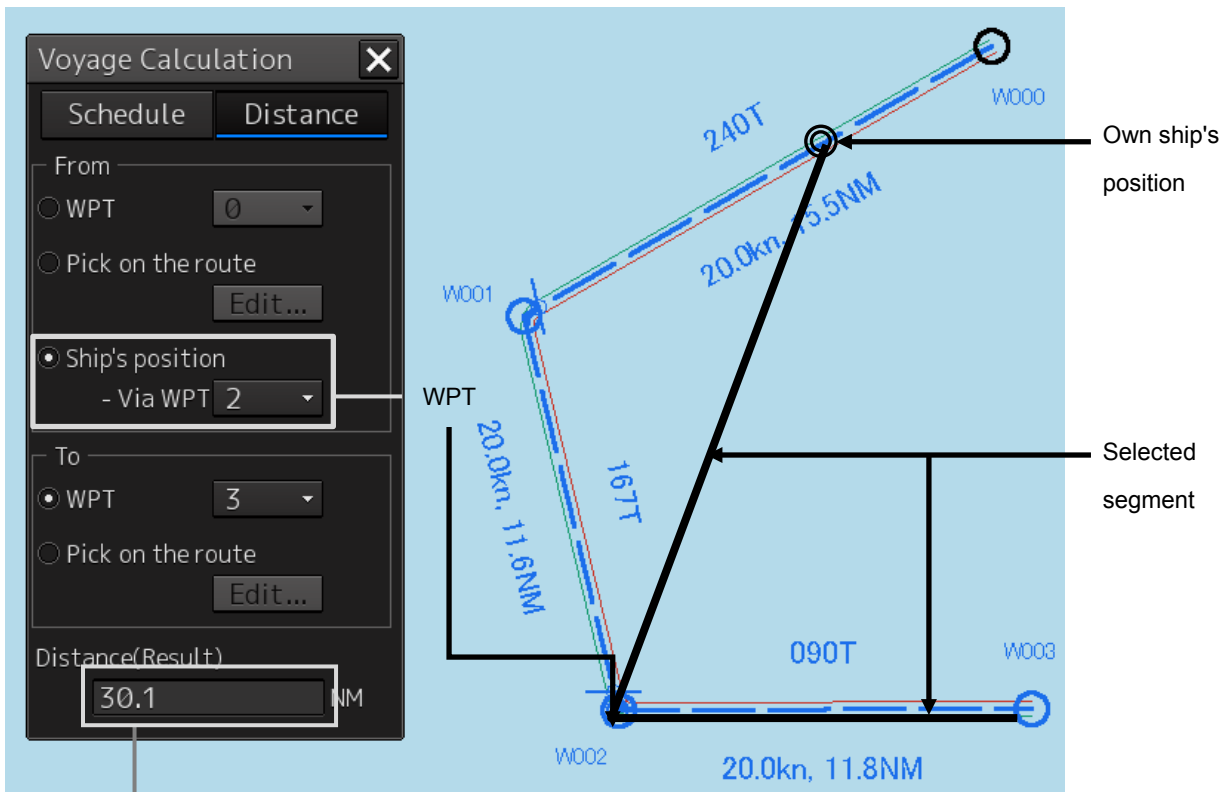 Voyage Calculation
Schedule Distance
From
WPT 0
Pick on the route
Edit...
Ship's position
- Via WPT 2
To
WPT 3
Pick on the route
Edit...
Distance(Result)
30.1 NM
W000
240T
20.0kn, 15.5NM
Own ship's
position
W001
WPT
20.0kn, 11.6NM
167T
Selected
segment
090T
W003
W002
20.0kn, 11.8NM